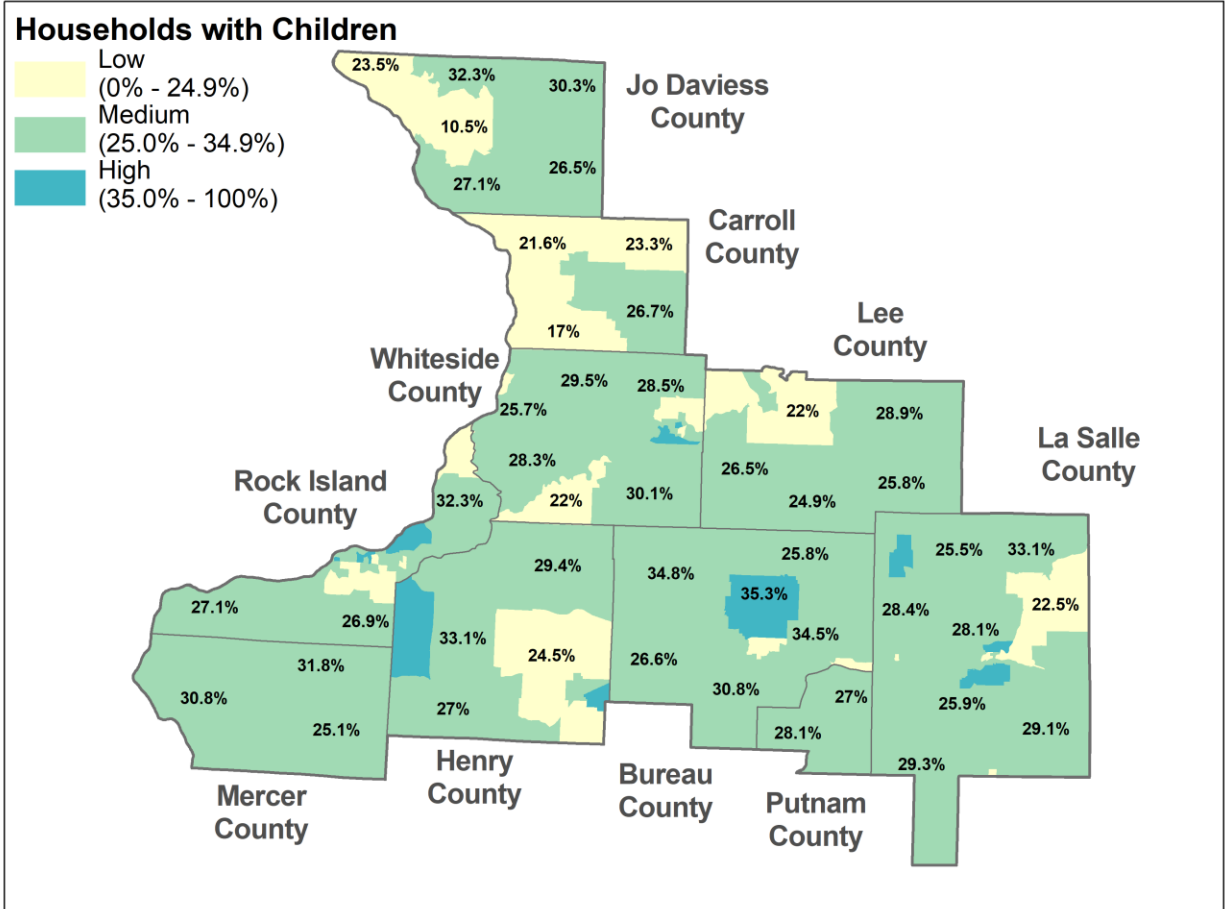 Households with Children
Low
(0% - 24.9%)
Medium
(25.0% - 34.9%)
High
(35.0% - 100%)
23.5%
32.3%
30.3%
10.5%
26.5%
27.1%
Jo Daviess
County
21.6%
23.3%
26.7%
17%
Carroll
County
Whiteside
County
29.5%
28.5%
25.7%
28.3%
22%
30.1%
Lee
County
22%
28.9%
26.5%
25.8%
24.9%
La Salle
County
Rock Island
County
32.3%
27.1%
26.9%
29.4%
33.1%
24.5%
27%
34.8%
25.8%
35.3%
34.5%
26.6%
30.8%
25.5%
33.1%
28.4%
22.5%
28.1%
25.9%
29.1%
29.3%
27%
28.1%
31.8%
30.8%
25.1%
Mercer
County
Henry
County
Bureau
County
Putnam
County